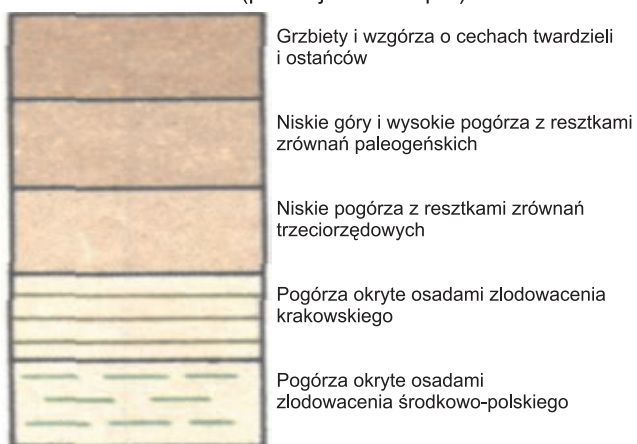 Grzbiety i wzgórza o cechach twardzieli
i ostańców
Niskie góry i wysokie pogórza z resztkami
zrównań paleogeńskich
Niskie pogórza z resztkami zrównań
trzeciorzędowych
Pogórza okryte osadami zlodowacenia
krakowskiego
Pogórza okryte osadami
zlodowacenia środkowo-polskiego